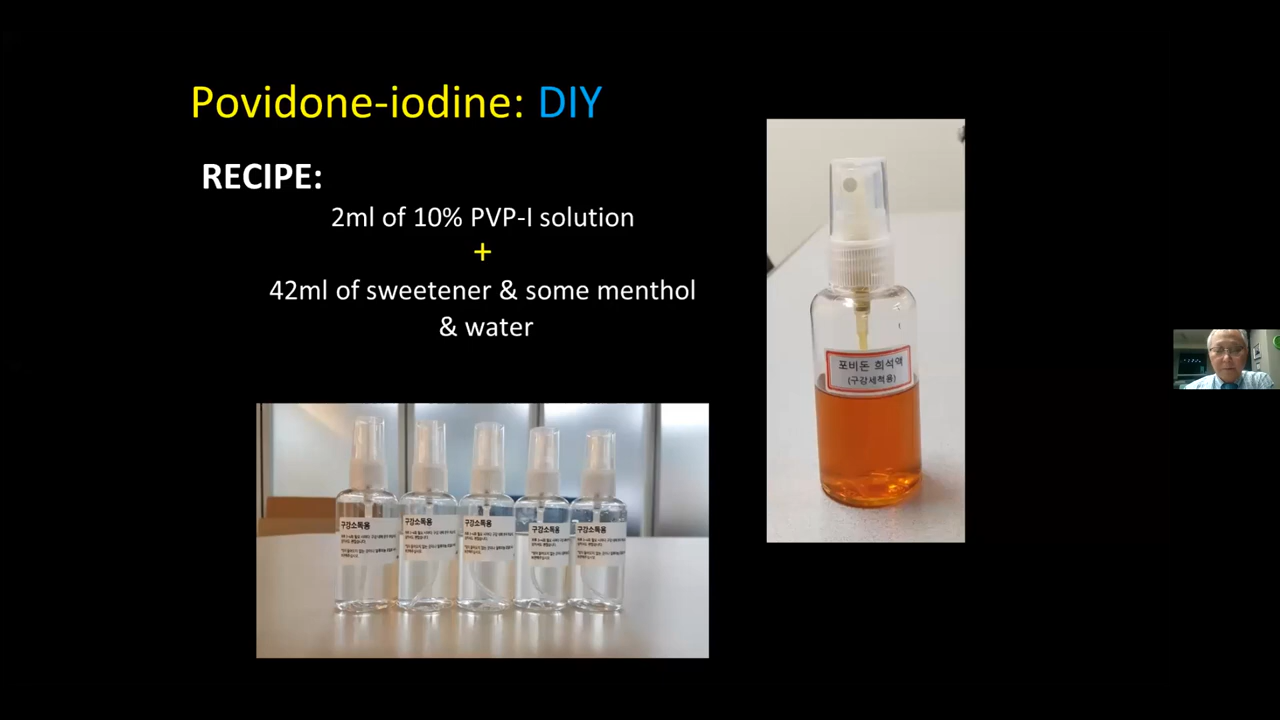 Povidone-iodine: DIY
RECIPE:
2ml of 10% PVP-I solution
+
42ml of sweetener & some menthol
& water
포비돈 희석액
(구강세척용)
구강소독용
구강소독용
구강소독용
구강소독용
구강소독용